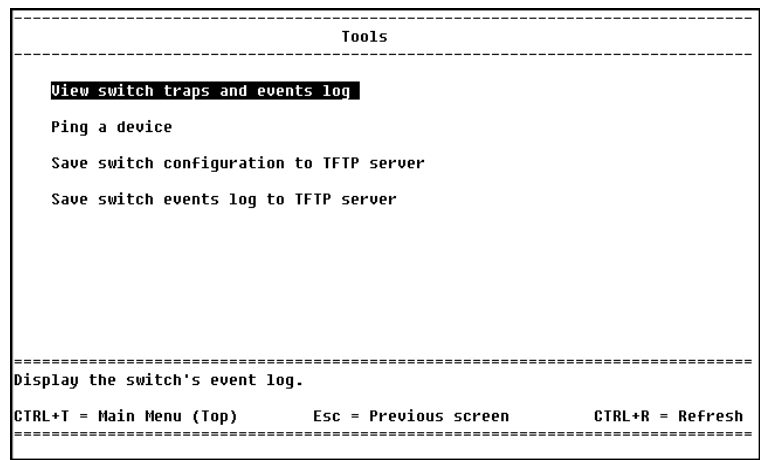 Tools
View switch traps and events log
Ping a device
Save switch configuration to TFTP server
Save switch events log to TFTP server
Display the switch's event log.
CTRL+T = Main Menu (Top) Esc = Previous screen CTRL+R = Refresh